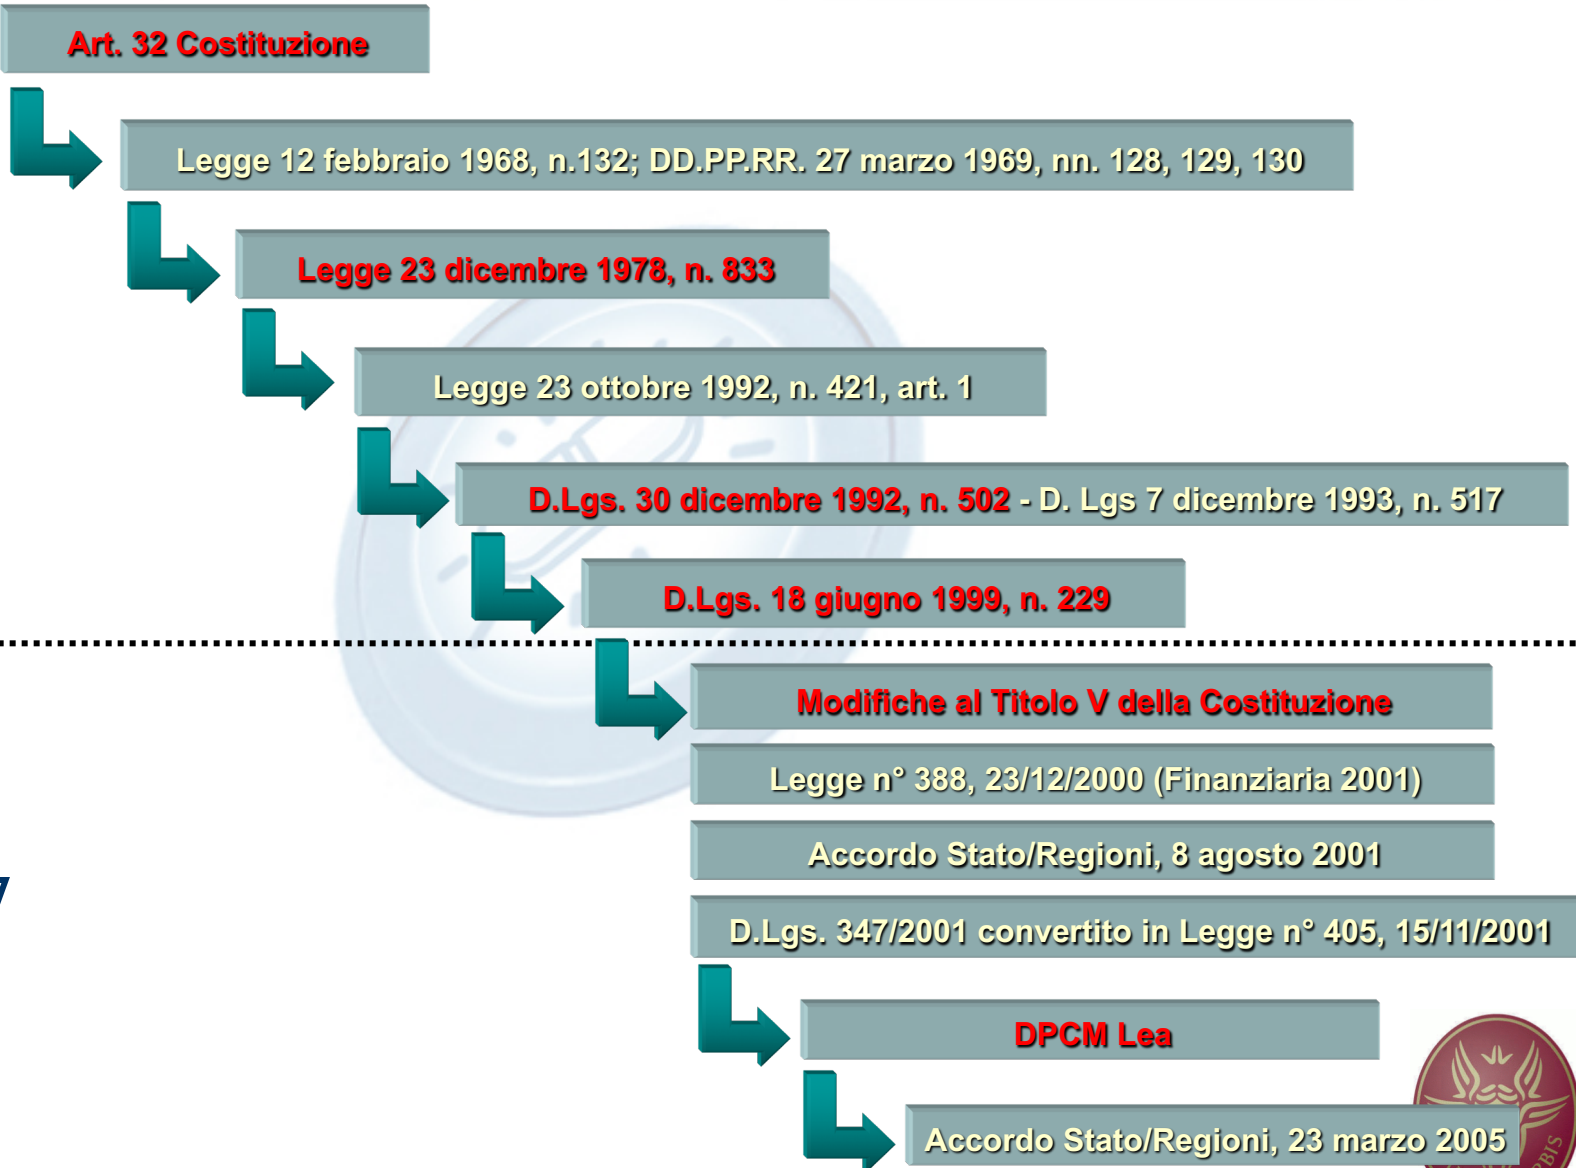 Art. 32 Costituzione
Legge 12 febbraio 1968, n.132; DD.PP.RR. 27 marzo 1969, nn. 128, 129, 130
Legge 23 dicembre 1978, n. 833
Legge 23 ottobre 1992, n. 421, art. 1
D.Lgs. 30 dicembre 1992, n. 502 - D. Lgs 7 dicembre 1993, n. 517
D.Lgs. 18 giugno 1999, n. 229
Modifiche al Titolo V della Costituzione
Legge n° 388, 23/12/2000 (Finanziaria 2001)
Accordo Stato/Regioni, 8 agosto 2001
D.Lgs. 347/2001 convertito in Legge n° 405, 15/11/2001
DPCM Lea
Accordo Stato/Regioni, 23 marzo 2005